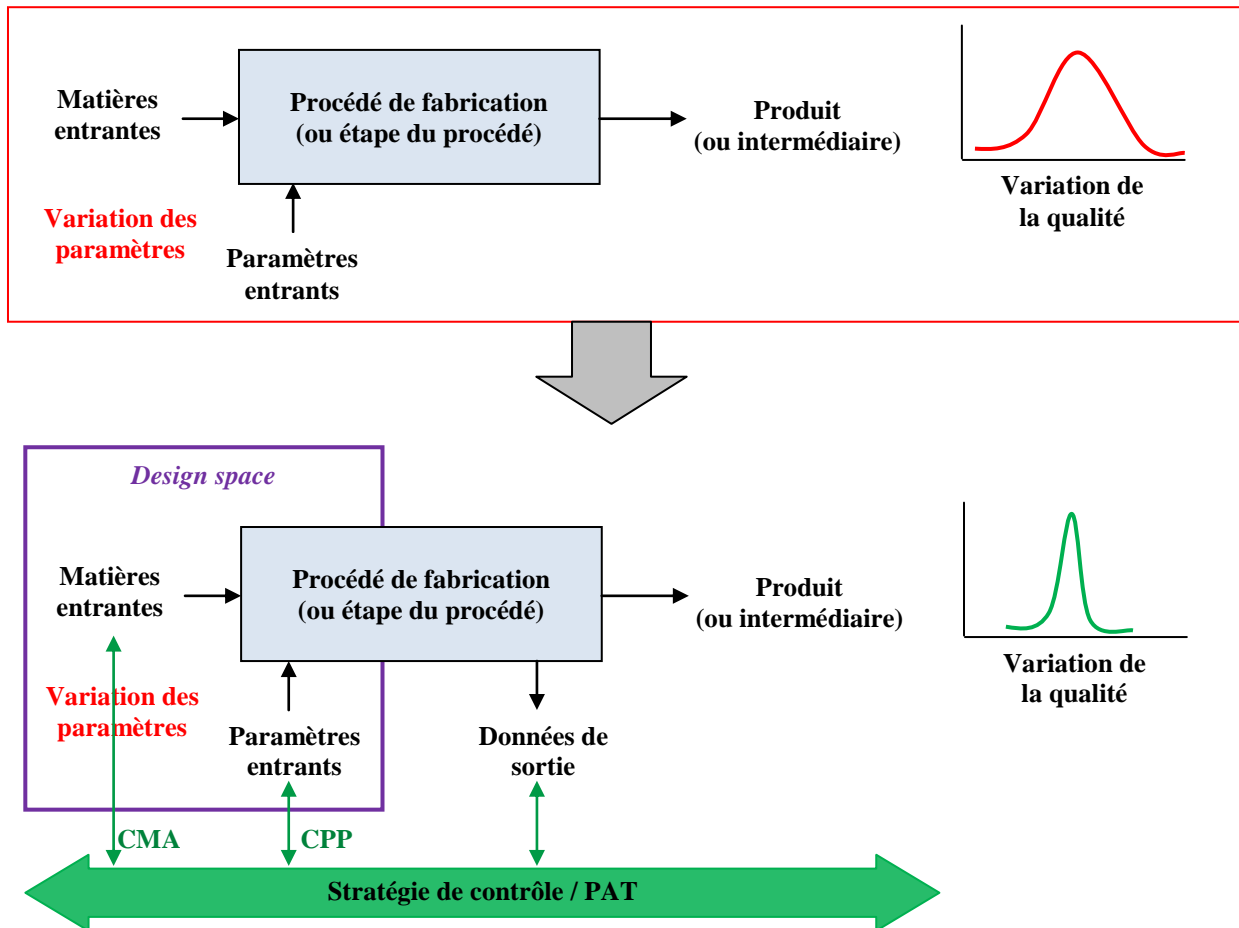 Matières
entrantes
Procédé de fabrication
(ou étape du procédé)
Produit
(ou intermédiaire)
Variation de
la qualité
Variation des
paramètres
Paramètres
entrants
Design space
Matières
entrantes
Procédé de fabrication
(ou étape du procédé)
Produit
(ou intermédiaire)
Variation de
la qualité
Variation des
paramètres
Paramètres
entrants
Données de
sortie
CMA
CPP
Stratégie de contrôle / PAT